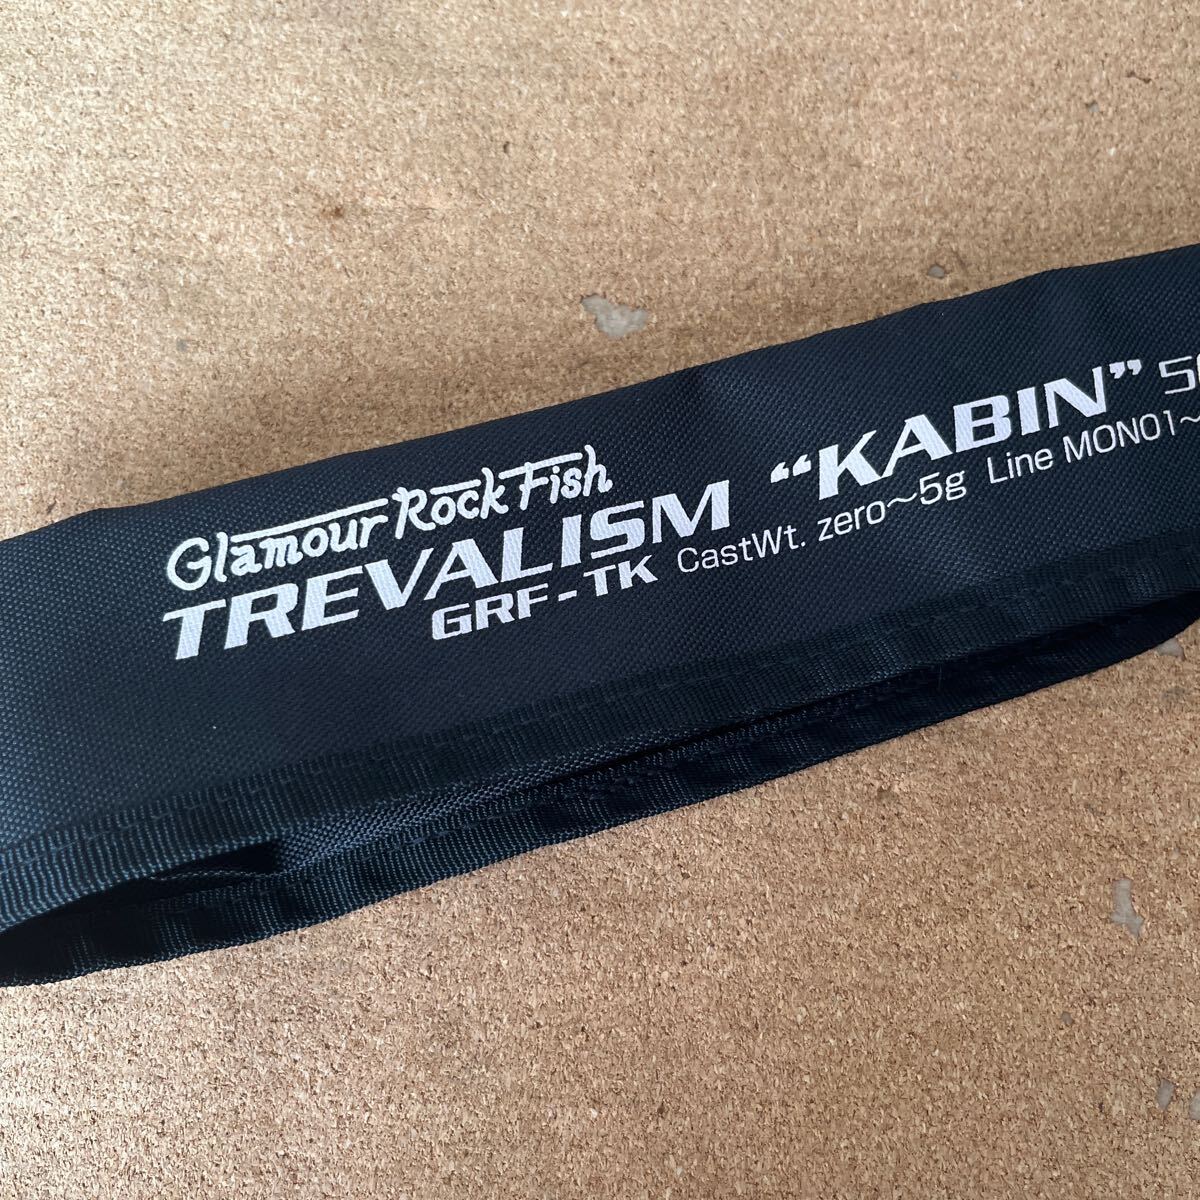 Glamour Rock Fish
TREVALISM “KABIN”
GRF-TK CastWt. zero～5g Line MONO1～